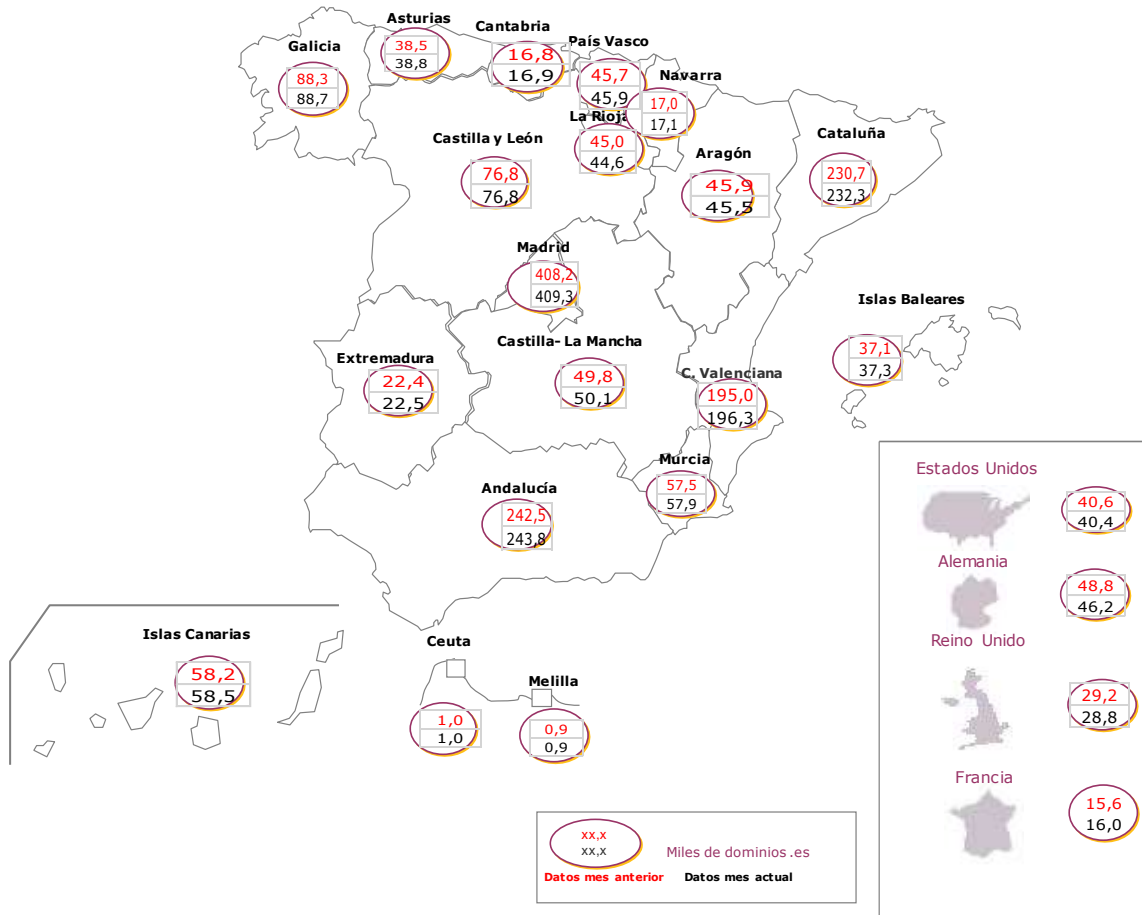 Asturias
38,5
38,8
Cantabria
16,8
16,9
Galicia
88,3
88,7
País Vasco
45,7
45,9
Navarra
17,0
17,1
La Rioja
45,0
44,6
Castilla y León
76,8
76,8
Aragón
45,9
45,5
Cataluña
230,7
232,3
Madrid
408,2
409,3
Islas Baleares
37,1
37,3
Castilla- La Mancha
49,8
50,1
Extremadura
22,4
22,5
C. Valenciana
195,0
196,3
Murcia
57,5
57,9
Andalucía
242,5
243,8
Islas Canarias
58,2
58,5
Ceuta
1,0
1,0
Melilla
0,9
0,9
Estados Unidos
40,6
40,4
Alemania
48,8
46,2
Reino Unido
29,2
28,8
Francia
15,6
16,0
xx,x
xx,x
Miles de dominios .es
Datos mes anterior Datos mes actual